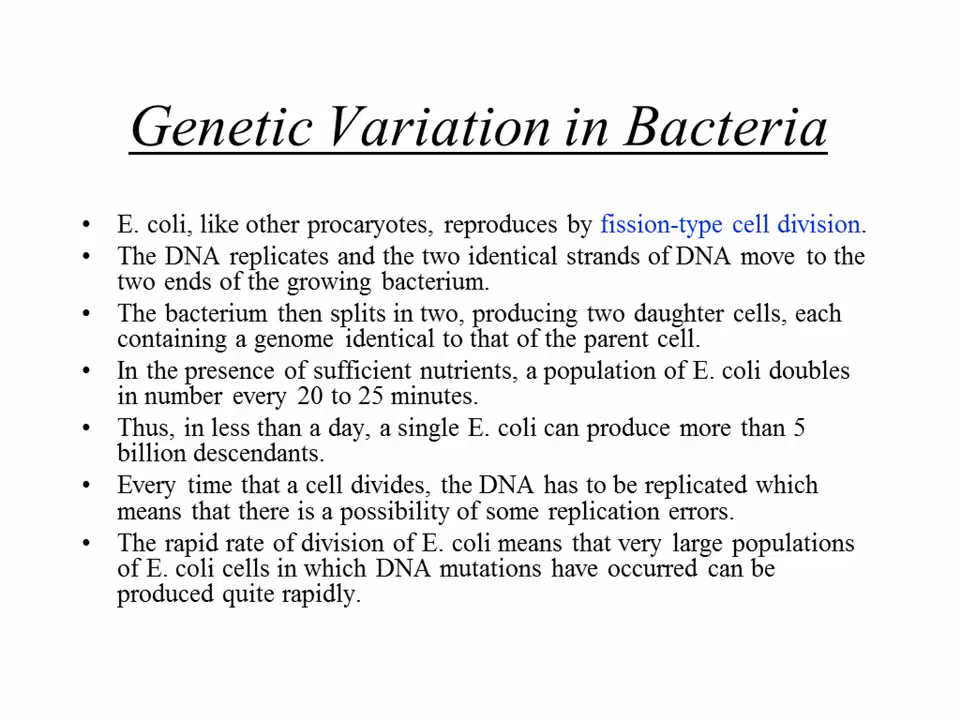 Genetic Variation in Bacteria
• E. coli, like other procaryotes, reproduces by fission-type cell division.
• The DNA replicates and the two identical strands of DNA move to the
two ends of the growing bacterium.
• The bacterium then splits in two, producing two daughter cells, each
containing a genome identical to that of the parent cell.
• In the presence of sufficient nutrients, a population of E. coli doubles
in number every 20 to 25 minutes.
• Thus, in less than a day, a single E. coli can produce more than 5
billion descendants.
• Every time that a cell divides, the DNA has to be replicated which
means that there is a possibility of some replication errors.
• The rapid rate of division of E. coli means that very large populations
of E. coli cells in which DNA mutations have occurred can be
produced quite rapidly.